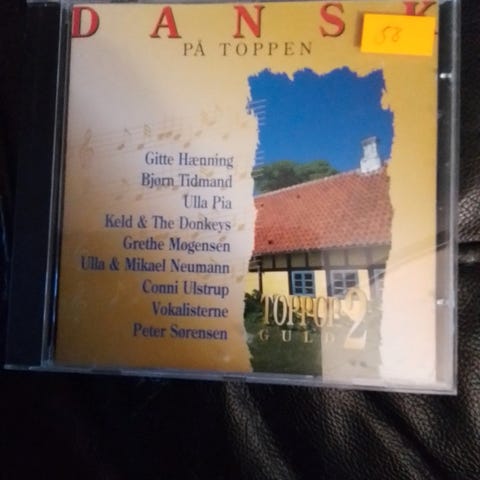 DANSK
PÅ TOPPEN
58
Gitte Hænning
Bjørn Tidmand
Ulla Pia
Keld & The Donkeys
Grethe Møgensen
Ulla & Mikael Neumann
Conni Ulstrup
Vokalisterne
Peter Sørensen
TOPPOP 2
GULD